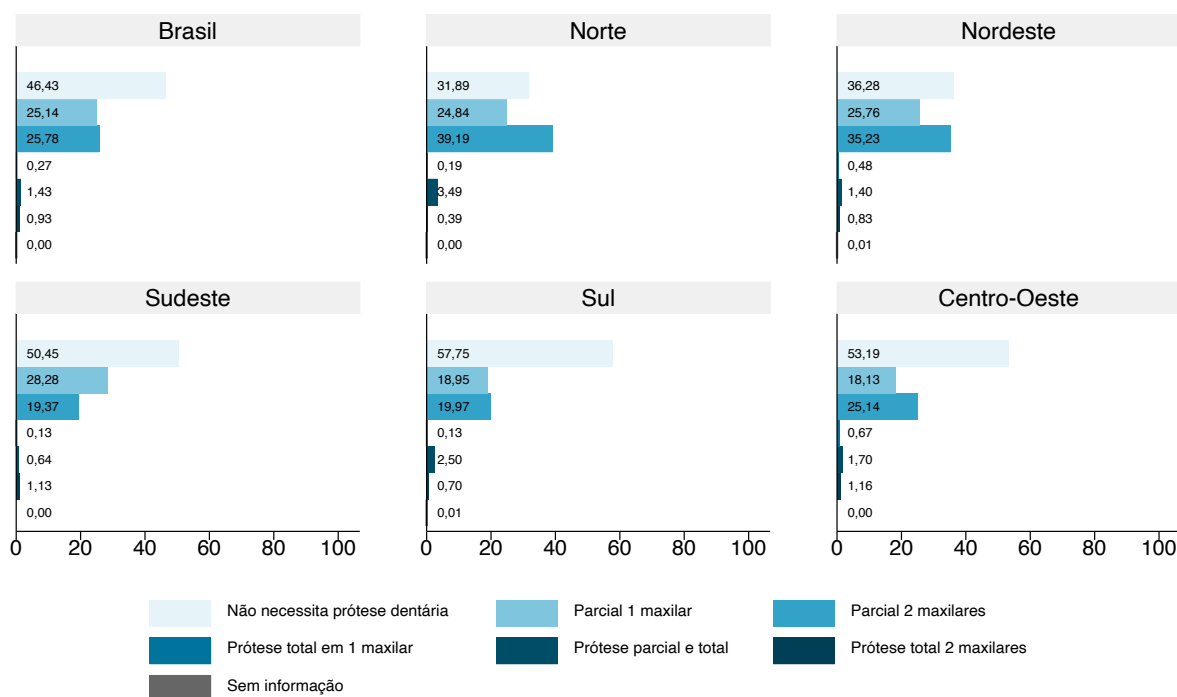 Brasil
Norte
Nordeste
46,43
31,89
36,28
25,14
24,84
25,76
25,78
39,19
35,23
0,27
0,19
0,48
1,43
3,49
1,40
0,93
0,39
0,83
0,00
0,00
0,01
Sudeste
Sul
Centro-Oeste
50,45
57,75
53,19
28,28
18,95
18,13
19,37
19,97
25,14
0,13
0,13
0,67
0,64
2,50
1,70
1,13
0,70
1,16
0,00
0,01
0,00
0 20 40 60 80 100
0 20 40 60 80 100
0 20 40 60 80 100
Não necessita prótese dentária
Parcial 1 maxilar
Parcial 2 maxilares
Prótese total em 1 maxilar
Prótese parcial e total
Prótese total 2 maxilares
Sem informação